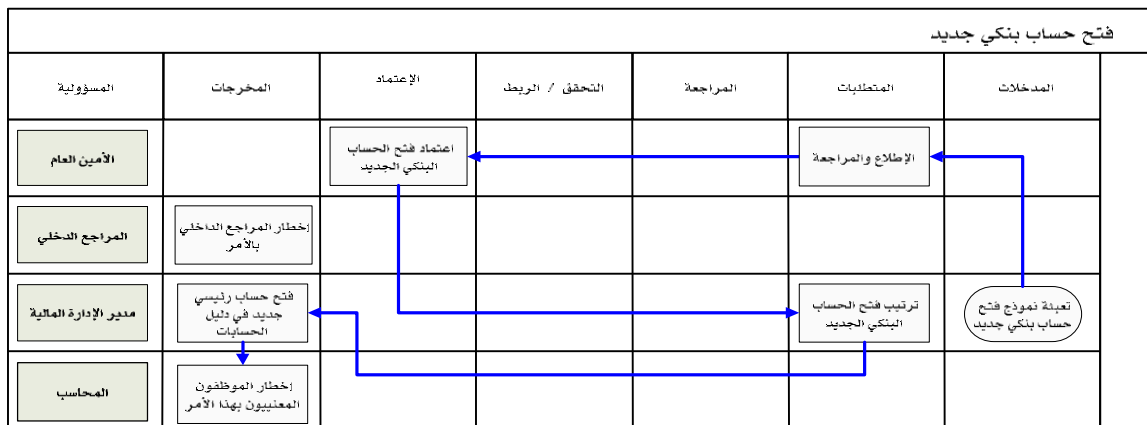 فتح حساب بنكي جديد
المدخلات
المتطلبات
المراجعة
التحقق / الربط
الإعتماد
المخرجات
المسؤولية
الإطلاع والمراجعة
اعتماد فتح الحساب
البنكي الجديد
الأمين العام
إخطار المراجع الداخلي
بالأمر
المراجع الدخلي
تعبئة نموذج فتح
حساب بنكي جديد
ترتيب فتح الحساب
البنكي الجديد
فتح حساب رئيسي
جديد في دليل
الحسابات
مدير الإدارة المالية
إخطار الموظفون
المعنييون بهذا الأمر
المحاسب